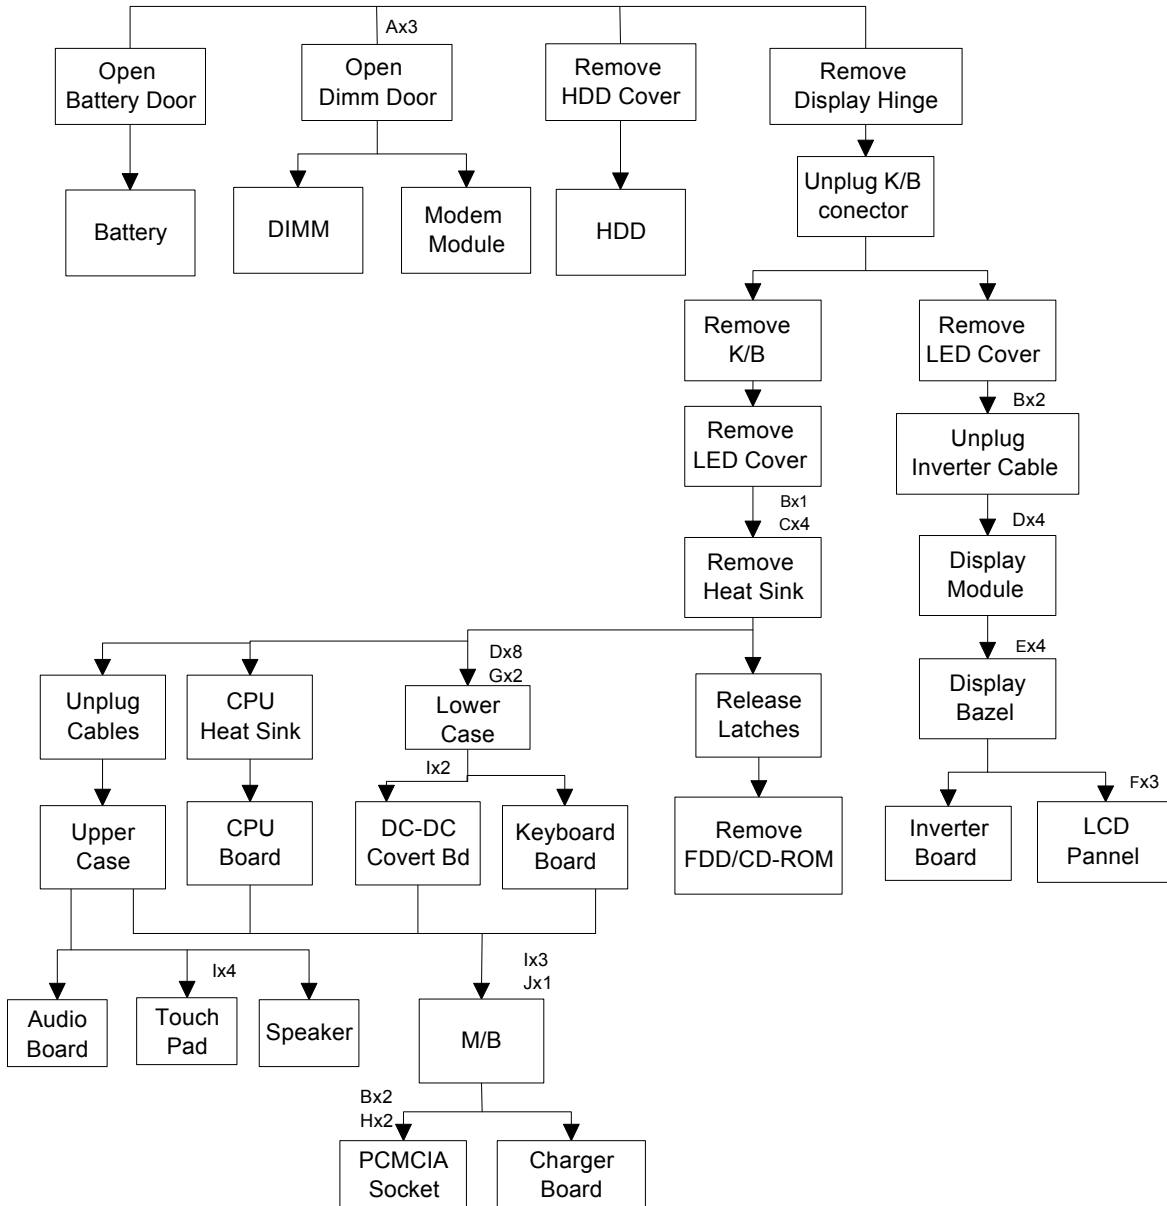 Ax3
Open
Battery Door
Open
Dimm Door
Remove
HDD Cover
Remove
Display Hinge
Battery
DIMM
Modem
Module
HDD
Unplug K/B
conector
Remove
K/B
Remove
LED Cover
Bx2
Remove
LED Cover
Unplug
Inverter Cable
Bx1
Cx4
Dx4
Remove
Heat Sink
Display
Module
Ex4
Dx8
Gx2
Unplug
Cables
CPU
Heat Sink
Lower
Case
Release
Latches
Display
Bazel
Ix2
Fx3
Upper
Case
CPU
Board
DC-DC
Covert Bd
Keyboard
Board
Remove
FDD/CD-ROM
Inverter
Board
LCD
Pannel
Ix4
Ix3
Jx1
Audio
Board
Touch
Pad
Speaker
M/B
Bx2
Hx2
PCMCIA
Socket
Charger
Board